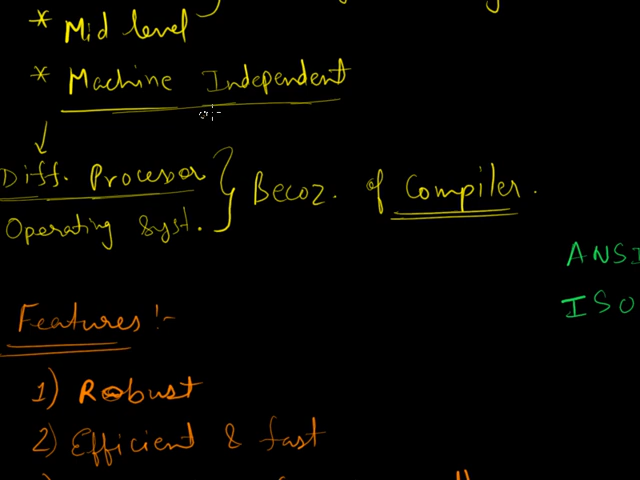 * Mid level
* Machine Independent
Diff. Processor
Operating Syst. } Becoz. of Compiler.
ANSI
ISO
Features :-
1) Robust
2) Efficient & fast